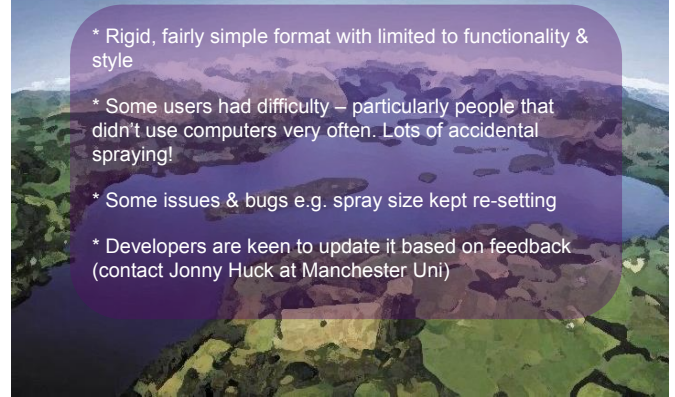 * Rigid, fairly simple format with limited to functionality &
style
* Some users had difficulty – particularly people that
didn't use computers very often. Lots of accidental
spraying!
* Some issues & bugs e.g. spray size kept re-setting
* Developers are keen to update it based on feedback
(contact Jonny Huck at Manchester Uni)